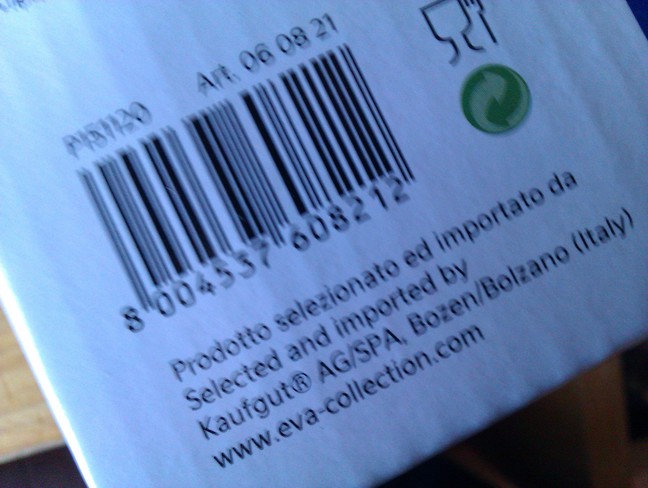 Art. 06 08 21
8 004537 608212
Prodotto selezionato ed importato da
Selected and imported by
Kaufgut® AG/SPA, Bozen/Bolzano (Italy)
www.eva-collection.com